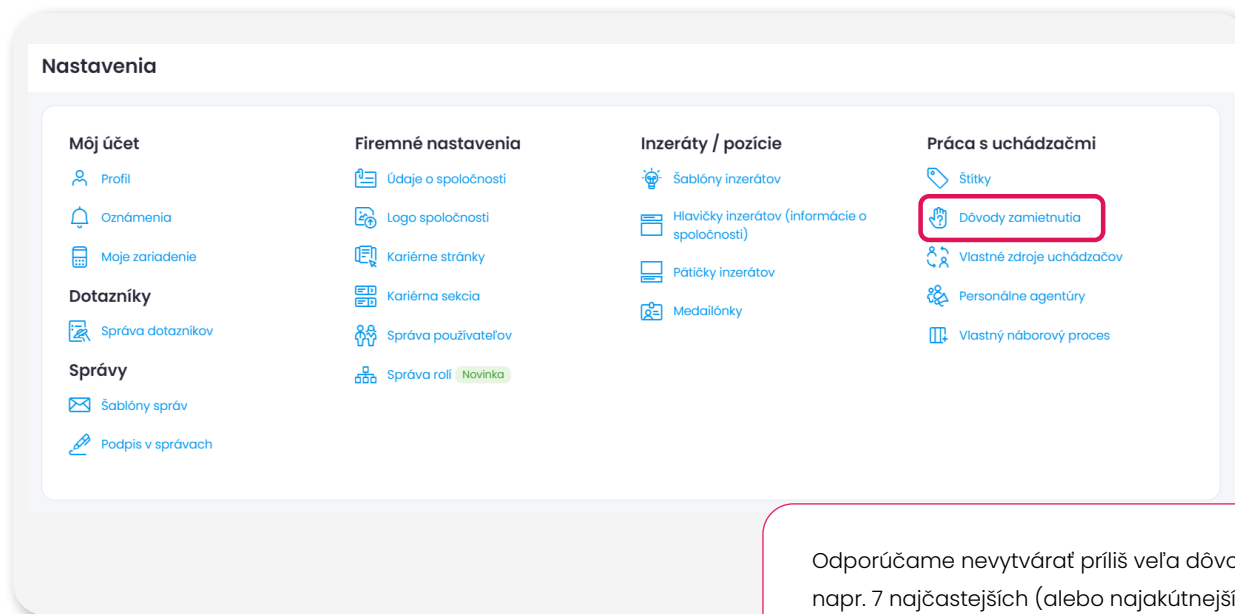 Nastavenia
Môj účet
Profil
Oznámenia
Moje zariadenie
Dotazníky
Správa dotazníkov
Správy
Šablóny správ
Podpis v správach
Firemné nastavenia
Údaje o spoločnosti
Logo spoločnosti
Kariérne stránky
Kariérna sekcia
Správa používateľov
Správa rolí Novinka
Inzeráty / pozície
Šablóny inzerátov
Hlavičky inzerátov (informácie o
spoločnosti)
Pätičky inzerátov
Medailónky
Práca s uchádzačmi
Štítky
Dôvody zamietnutia
Vlastné zdroje uchádzačov
Personálne agentúry
Vlastný náborový proces
Odporúčame nevytvárať príliš veľa
napr. 7 najčastejších (alebo